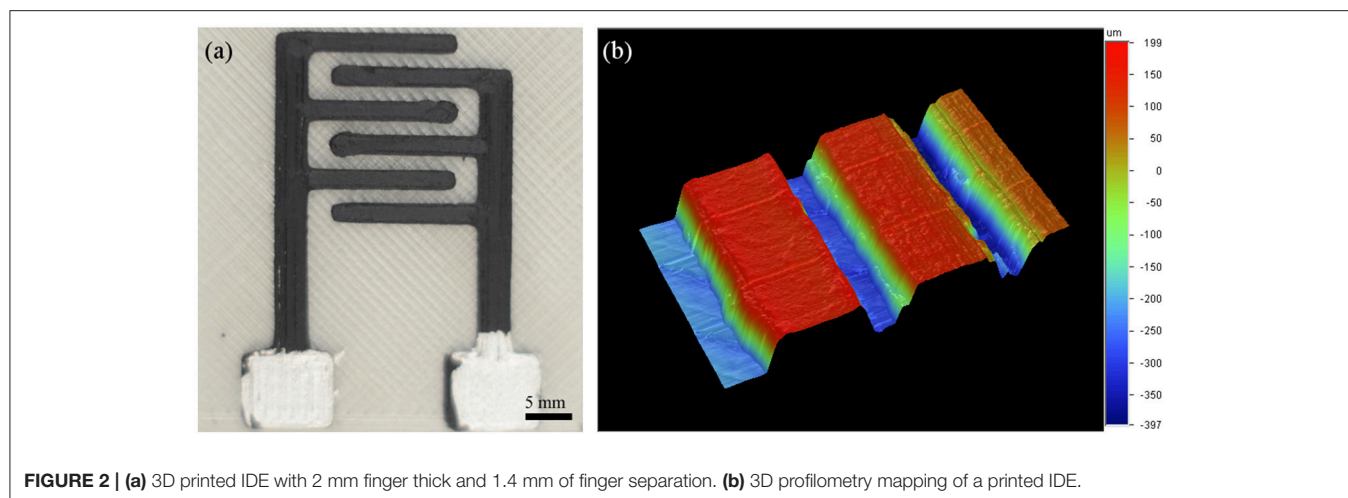 (a)
5 mm
(b)
um
199
150
100
50
0
-50
-100
-150
-200
-250
-300
-350
-397
FIGURE 2 | (a) 3D printed IDE with 2 mm finger thick and 1.4 mm of finger separation. (b) 3D profilometry mapping of a printed IDE.